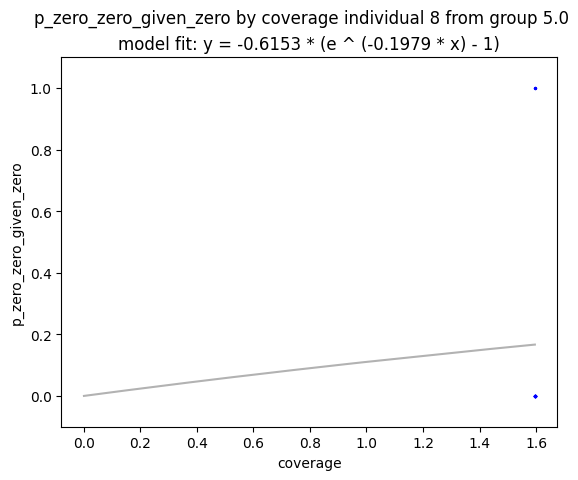 p_zero_zero_given_zero by coverage individual 8 from group 5.0
model fit: y = -0.6153 * (e ^ (-0.1979 * x) - 1)
p_zero_zero_given_zero
1.0
0.8
0.6
0.4
0.2
0.0
0.0 0.2 0.4 0.6 0.8 1.0 1.2 1.4 1.6
coverage